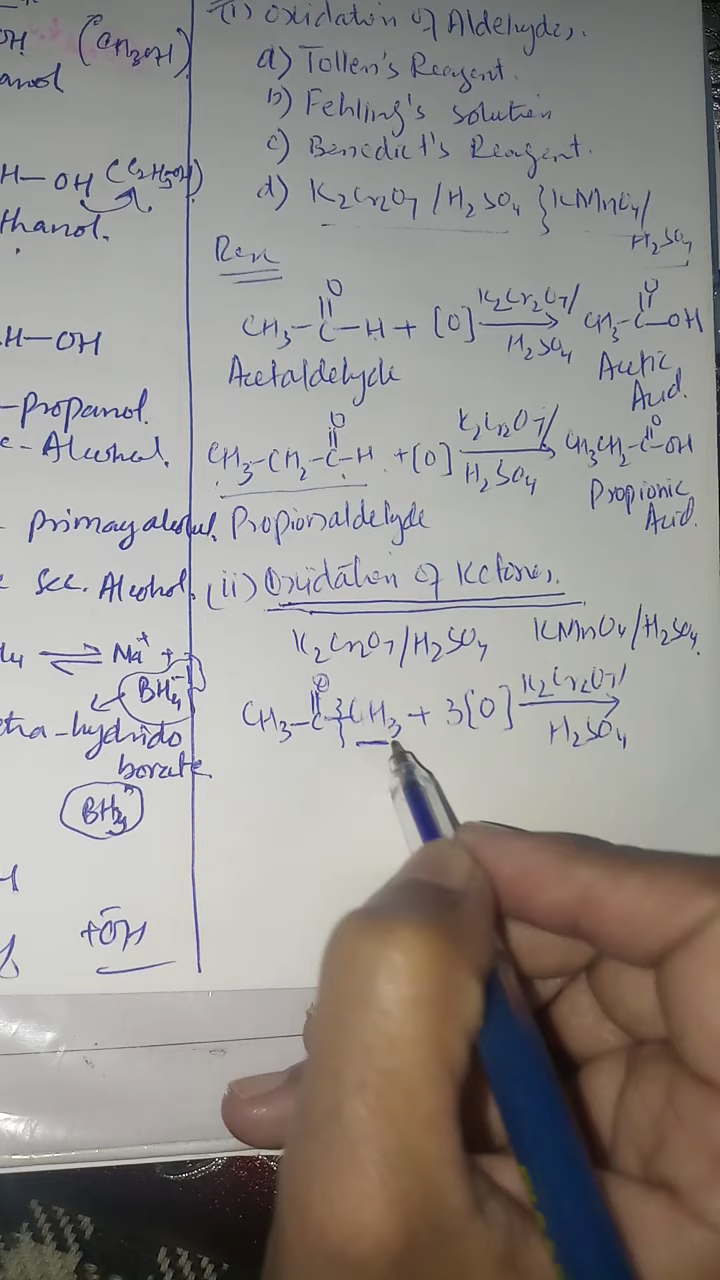 OH (CH3OH)
anol
H—OH (C2H5OH)
thanol.
H—OH
-Propanol.
c-Alcohol.
primary alcohol.
Sec. Alcohol.
⇌ Na+ +
BH4-
tra-hydrido
borate.
+ŌH
(i) Oxidation of Aldehyde,.
a) Tollen's Reagent.
b) Fehling's solution
c) Benedict's Reagent.
d) K2Cr2O7/H2SO4 } KMnO4/
H2SO4
Rxn
O O
CH3-C-H + [O] K2Cr2O7/ → CH3-C-OH
H2SO4
Acetaldehyde Acetic
Acid.
O O
CH3-CH2-C-H + [O] K2Cr2O7/ → CH3CH2-C-OH
H2SO4
Propionaldehyde Propionic
Acid.
(ii) Oxidation of Ketones,.
K2Cr2O7/H2SO4 KMnO4/H2SO4.
O
CH3-C-CH3 + 3[O] K2Cr2O7/ →
H2SO4